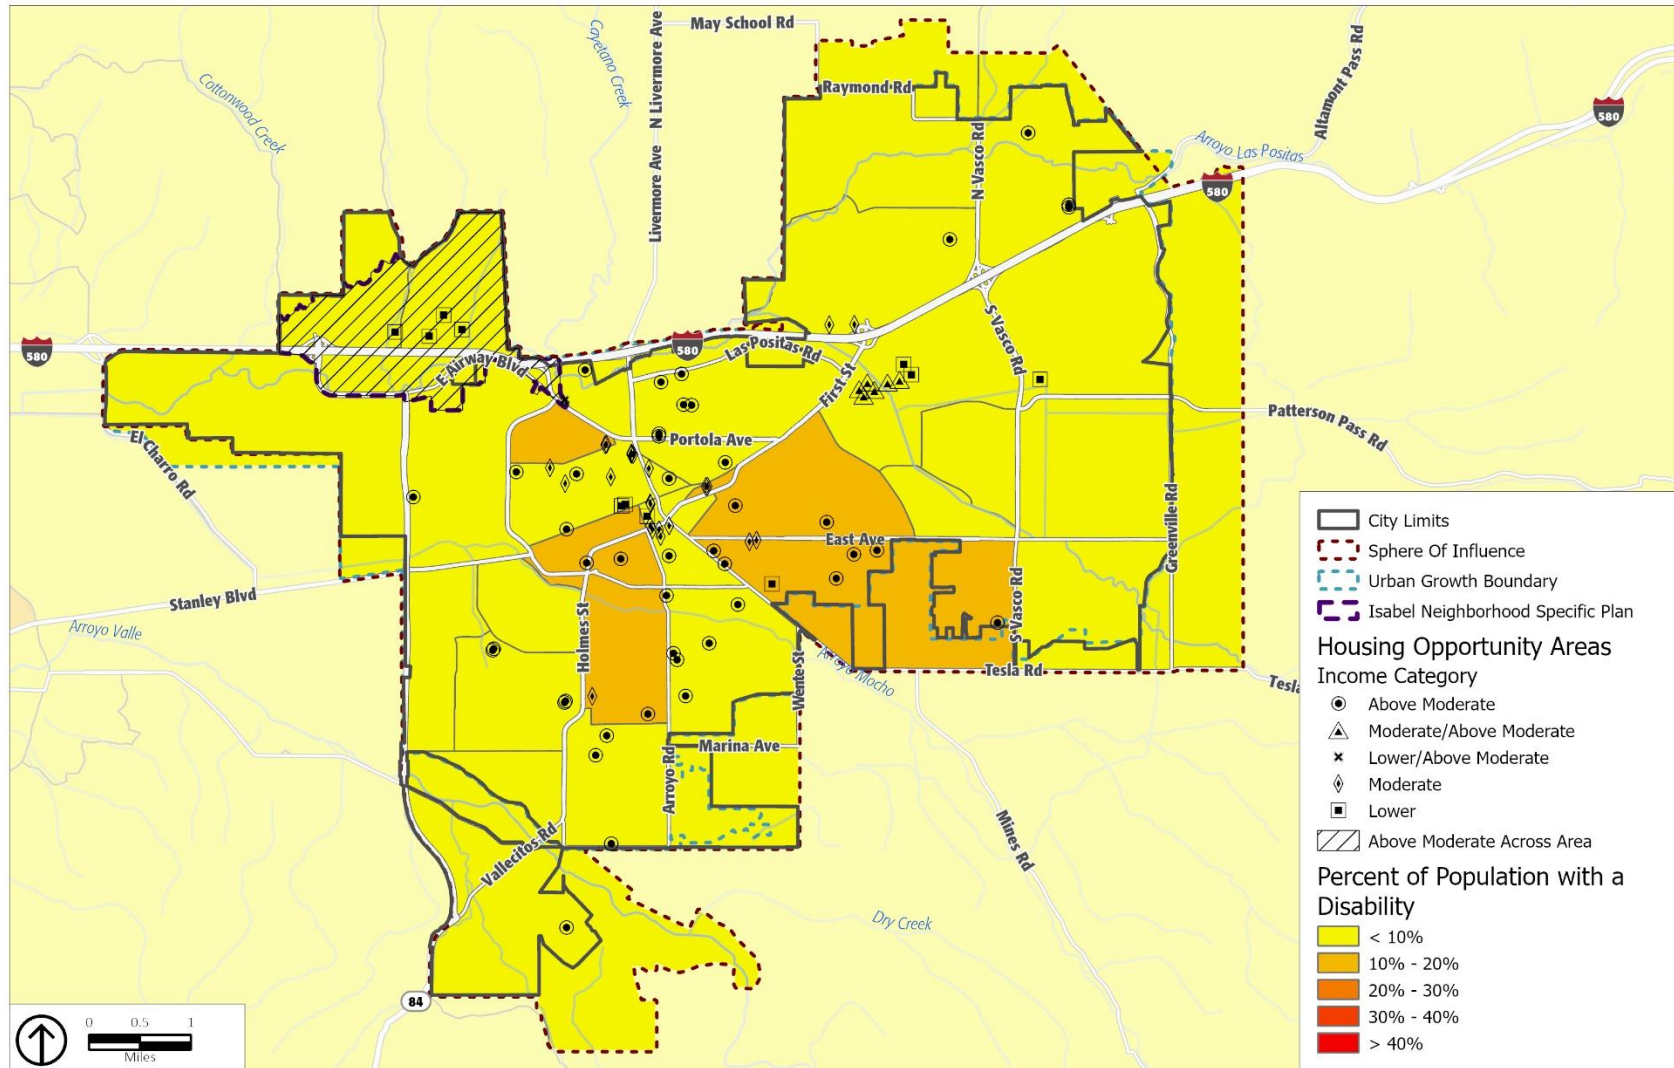 May School Rd
Cayetano Creek
N Livermore Ave
Livermore Ave
Cottonwood Creek
Raymond Rd
N Vasco Rd
Altamont Pass Rd
580
Arroyo Las Positas
580
580
580
Las Positas Rd
E Airway Blvd
First St
S Vasco Rd
Portola Ave
Patterson Pass Rd
El Charro Rd
Greenville Rd
East Ave
Stanley Blvd
Arroyo Valle
Holmes St
S Vasco Rd
Wente St
Arroyo Mocho
Tesla Rd
Tesla
Marina Ave
Arroyo Rd
Vallecitos Rd
Mines Rd
Dry Creek
84
0 0.5 1
Miles
City Limits
Sphere Of Influence
Urban Growth Boundary
Isabel Neighborhood Specific Plan
Housing Opportunity Areas
Income Category
Above Moderate
Moderate/Above Moderate
Lower/Above Moderate
Moderate
Lower
Above Moderate Across Area
Percent of Population with a
Disability
< 10%
10% - 20%
20% - 30%
30% - 40%
> 40%